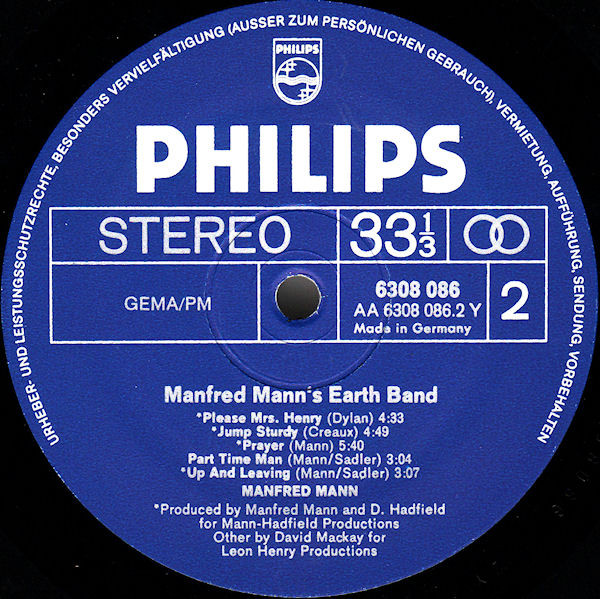 URHEBER- UND LEISTUNGSSCHUTZRECHTE, BESONDERS VERVIELFÄLTIGUNG (AUSSER ZUM PERSÖNLICHEN GEBRAUCH), VERMIETUNG, AUFFÜHRUNG, SENDUNG, VORBEHALTEN
PHILIPS
PHILIPS
STEREO 33 1/3
GEMA/PM
6308 086
AA 6308 086.2 Y
Made in Germany
2
Manfred Mann's Earth Band
*Please Mrs. Henry (Dylan) 4:33
*Jump Sturdy (Creaux) 4:49
*Prayer (Mann) 5:40
Part Time Man (Mann/Sadler) 3:04
*Up And Leaving (Mann/Sadler) 3:07
MANFRED MANN
*Produced by Manfred Mann and D. Hadfield
for Mann-Hadfield Productions
Other by David Mackay for
Leon Henry Productions